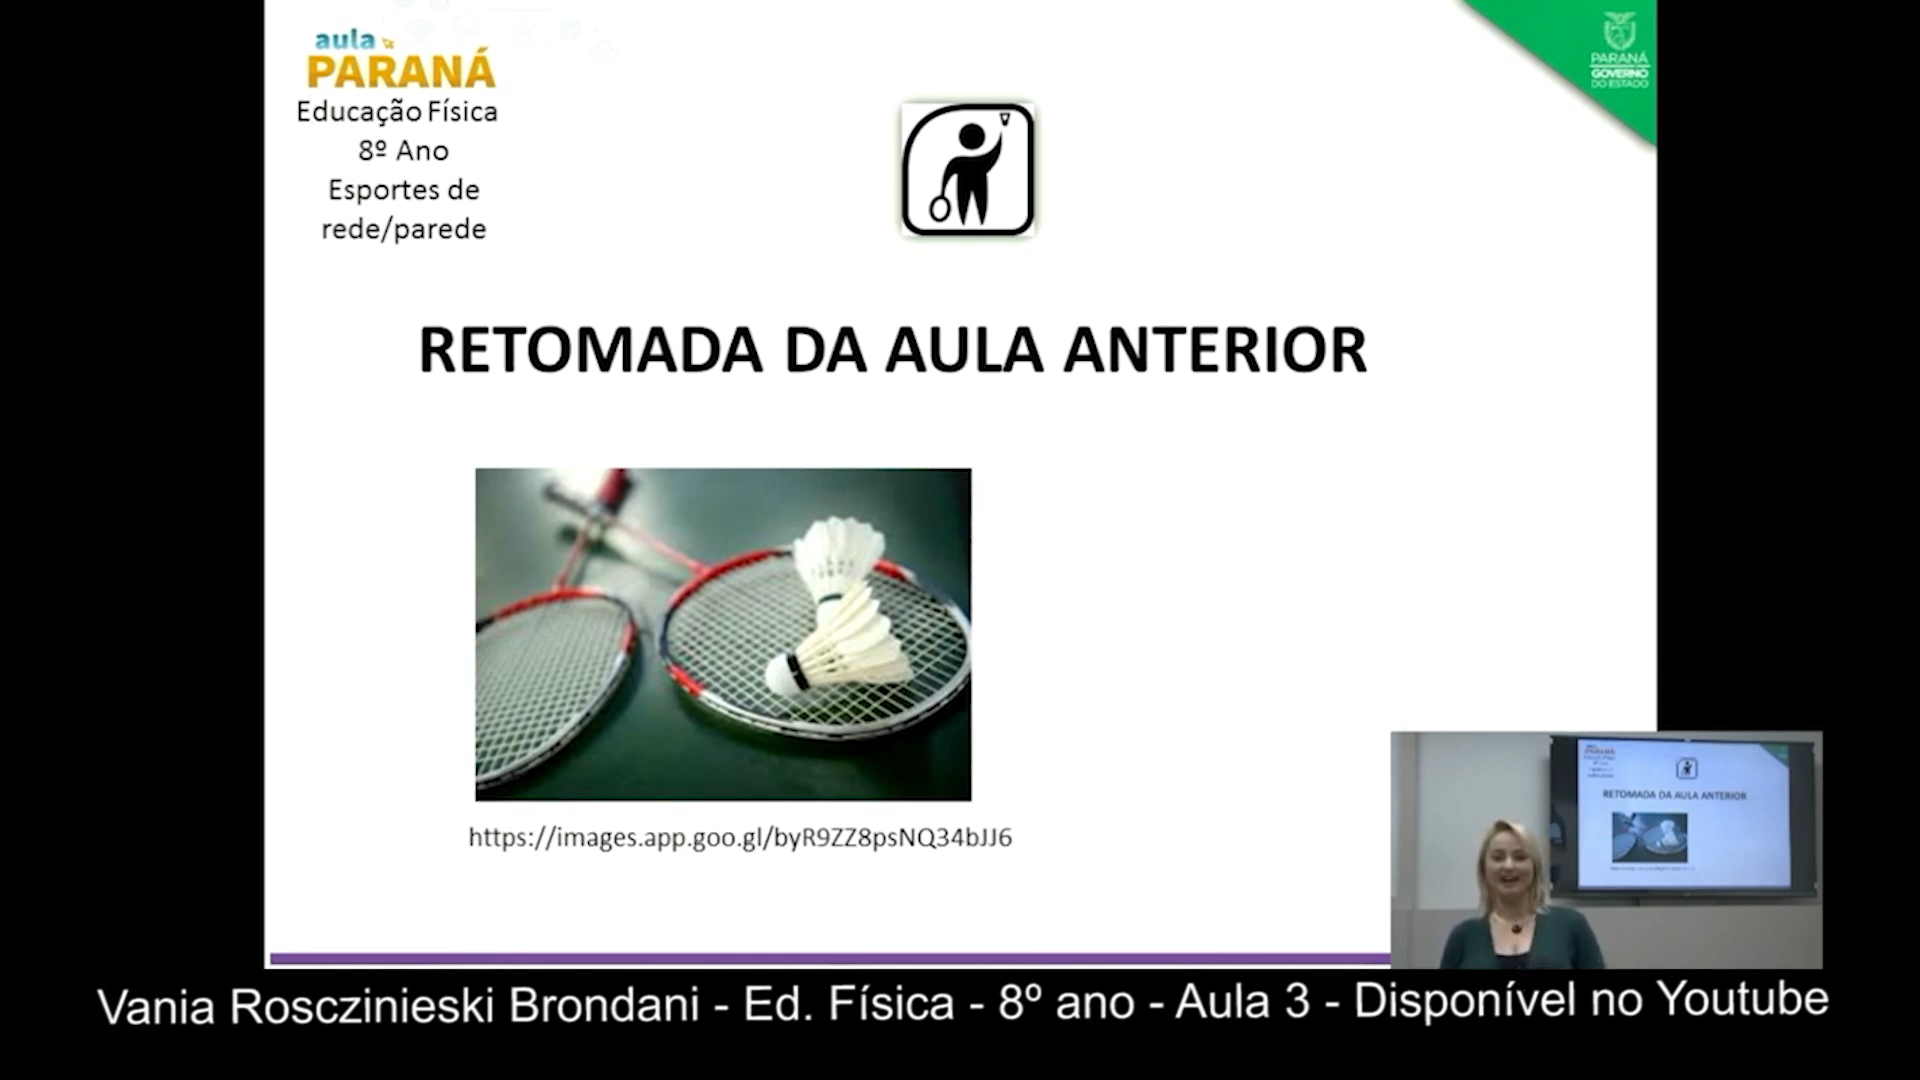 aula
PARANÁ
Educação Física
8º Ano
Esportes de
rede/parede
PARANÁ
GOVERNO
DO ESTADO
RETOMADA DA AULA ANTERIOR
https://images.app.goo.gl/byR9ZZ8psNQ34bJJ6
RETOMADA DA AULA ANTERIOR
Vania Rosczinieski Brondani - Ed. Física - 8º ano - Aula 3 - Disponível no Youtube